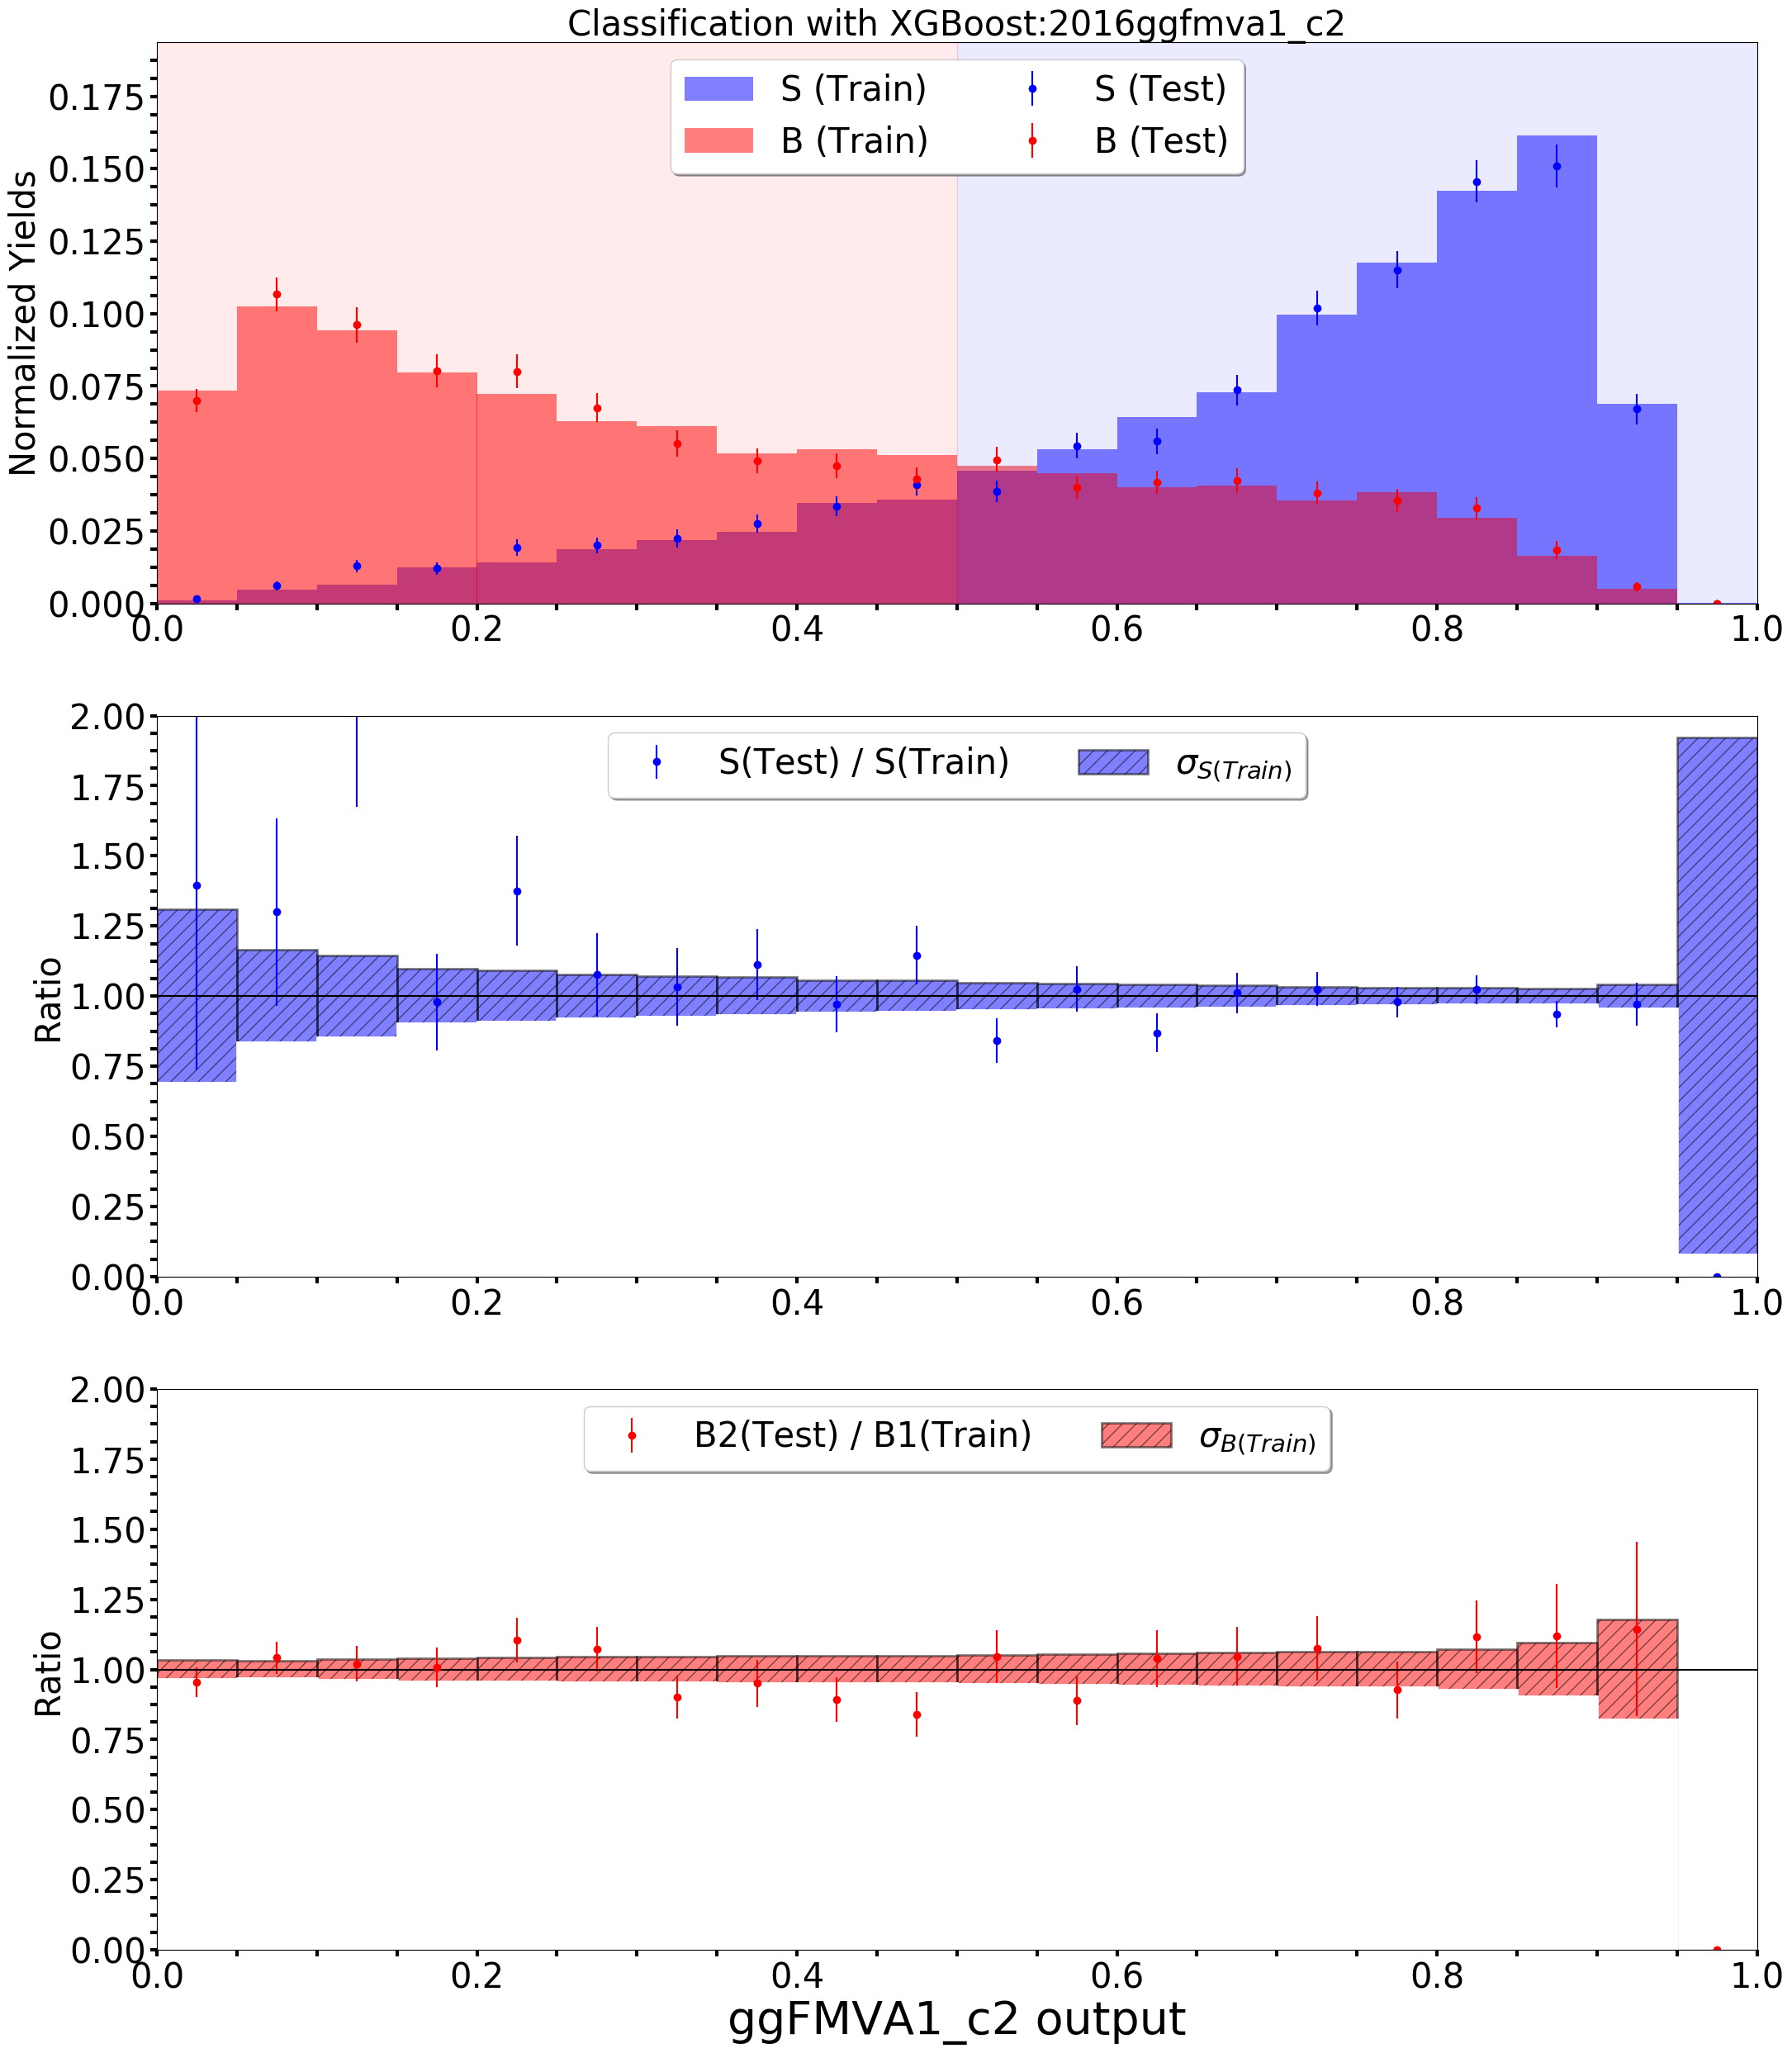 Classification with XGBoost:2016ggfmva1_c2
S (Train) S (Test)
B (Train) B (Test)
Normalized Yields
0.175
0.150
0.125
0.100
0.075
0.050
0.025
0.000
0.0 0.2 0.4 0.6 0.8 1.0
S(Test) / S(Train) σS(Train)
Ratio
2.00
1.75
1.50
1.25
1.00
0.75
0.50
0.25
0.00
0.0 0.2 0.4 0.6 0.8 1.0
B2(Test) / B1(Train) σB(Train)
Ratio
2.00
1.75
1.50
1.25
1.00
0.75
0.50
0.25
0.00
0.0 0.2 0.4 0.6 0.8 1.0
ggFMVA1_c2 output